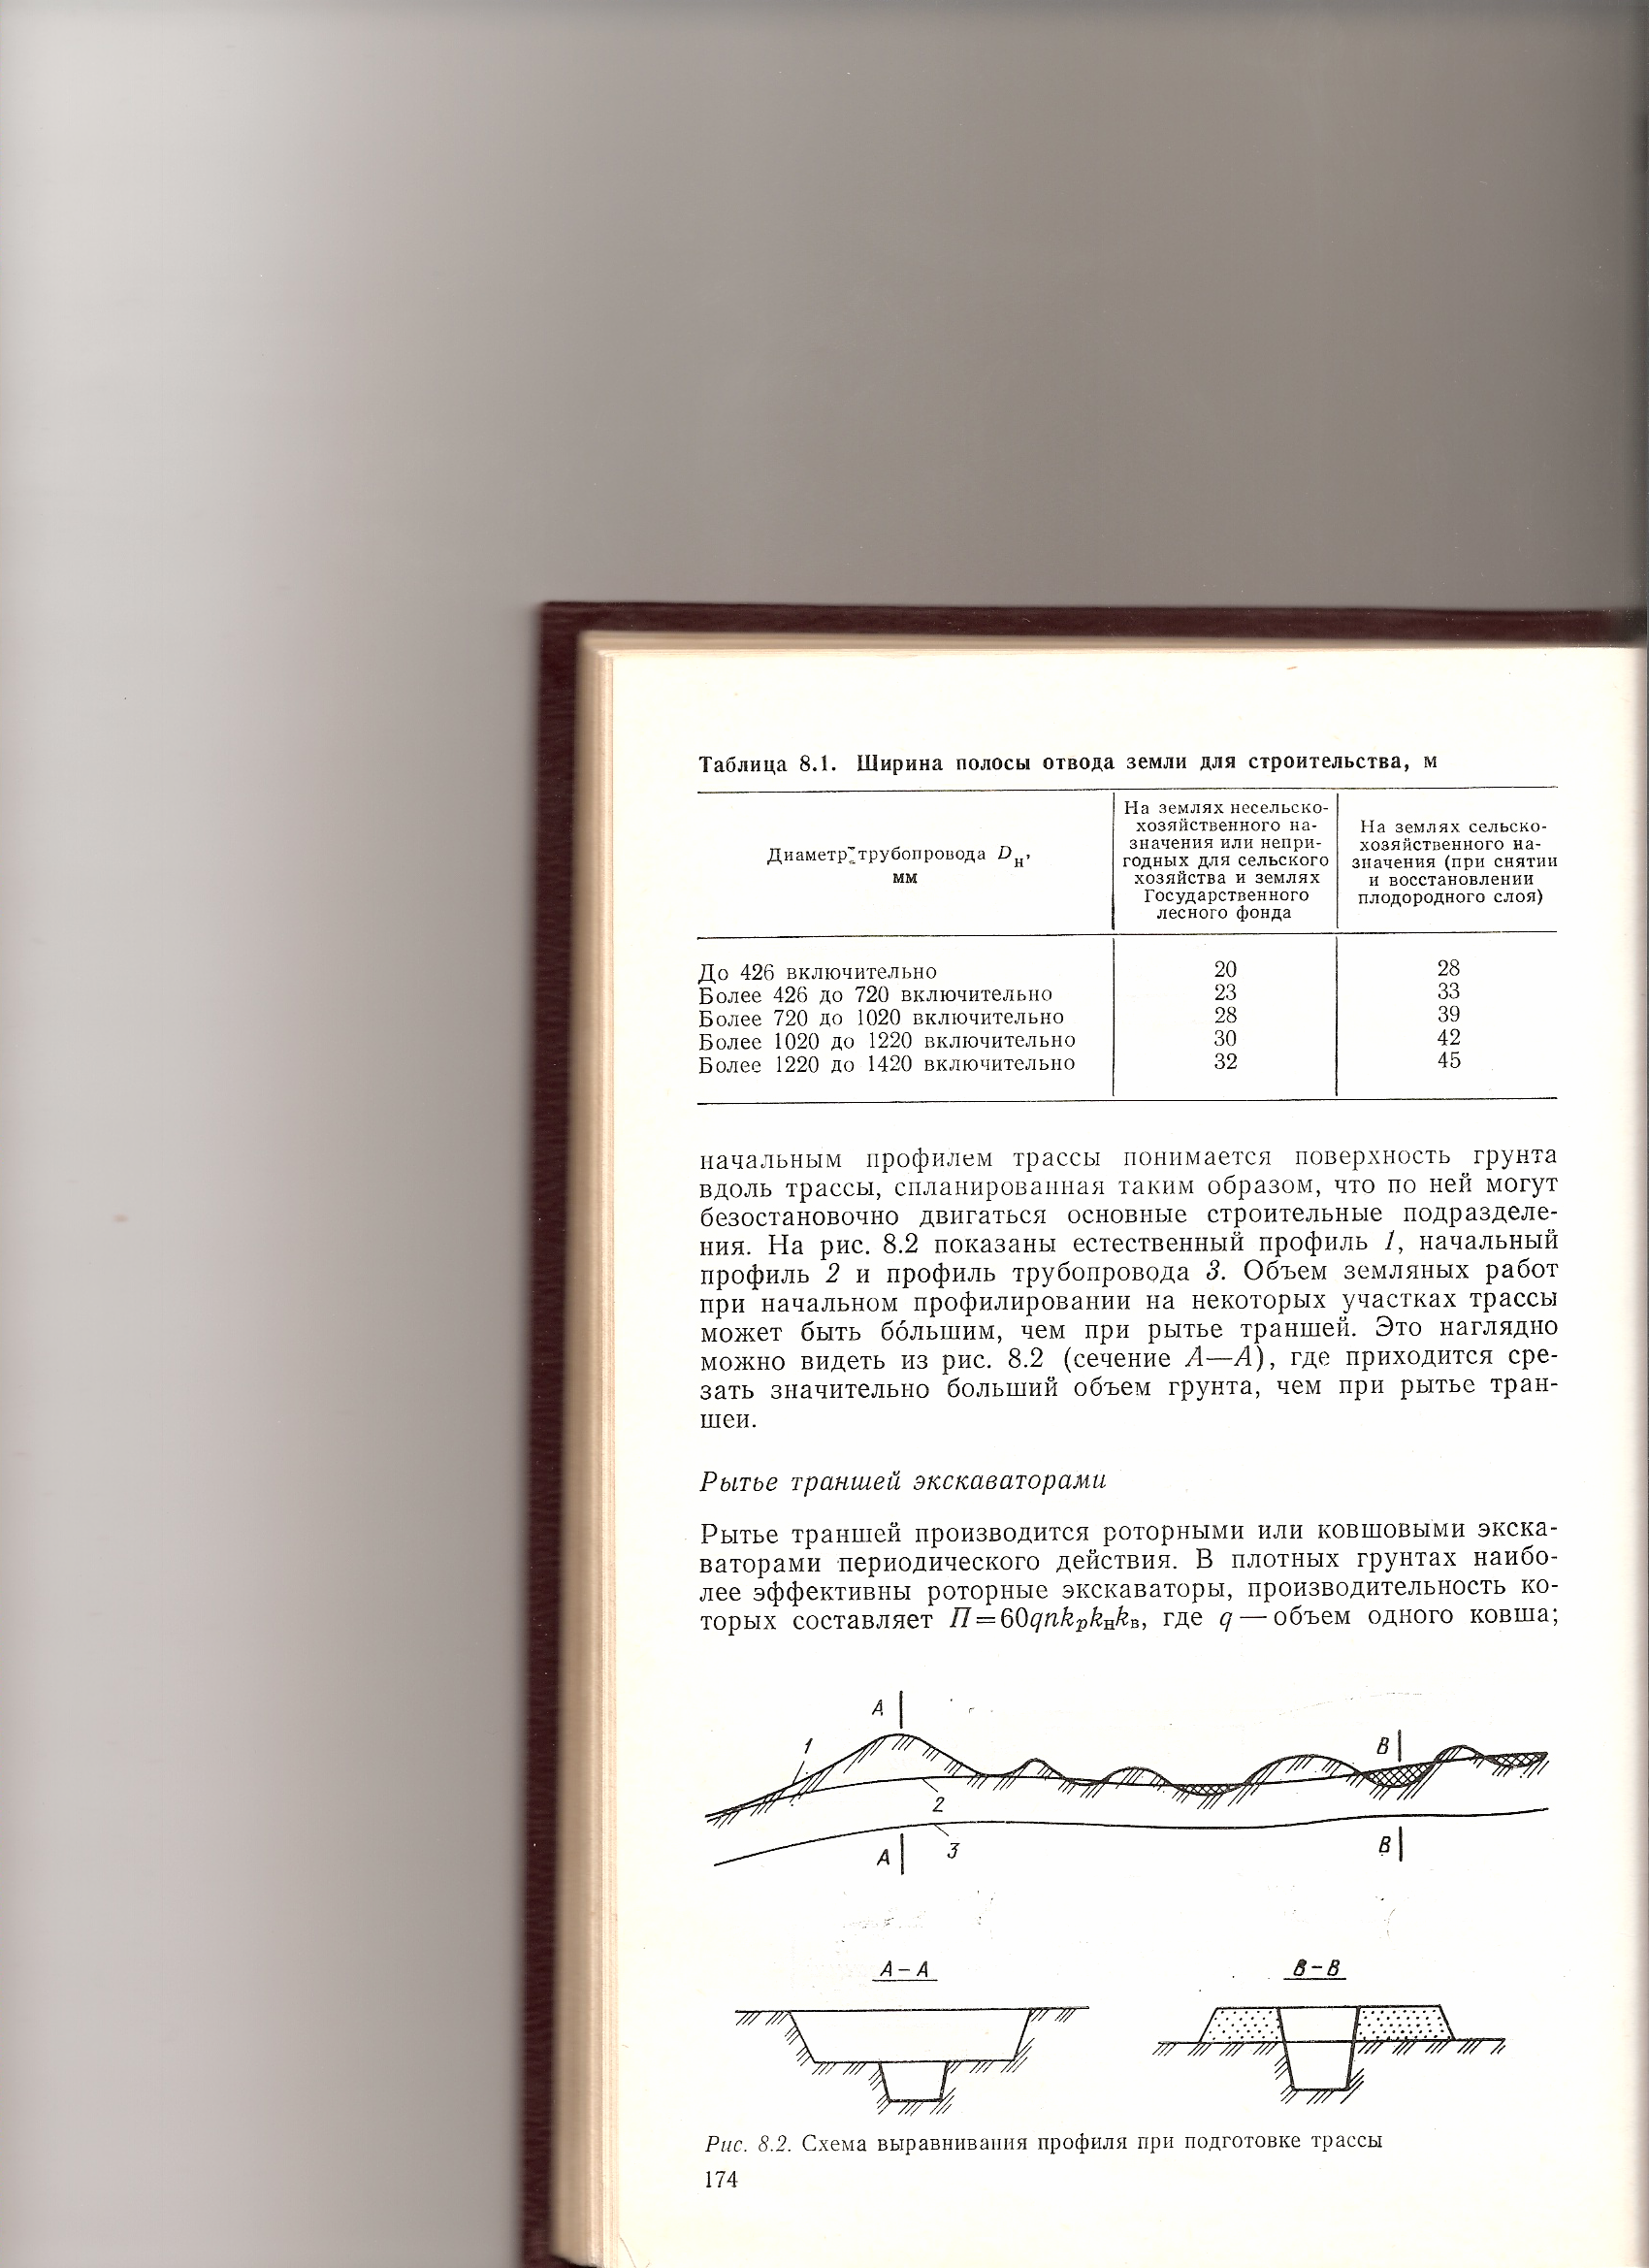 Таблица 8.1. Ширина полосы отвода земли для строительства, м
Диаметр трубопровода Dн,
мм
На землях несельско-
хозяйственного на-
значения или непри-
годных для сельского
хозяйства и землях
Государственного
лесного фонда
На землях сельско-
хозяйственного на-
значения (при снятии
и восстановлении
плодородного слоя)
До 426 включительно 20 28
Более 426 до 720 включительно 23 33
Более 720 до 1020 включительно 28 39
Более 1020 до 1220 включительно 30 42
Более 1220 до 1420 включительно 32 45
начальным профилем трассы понимается поверхность грунта
вдоль трассы, спланированная таким образом, что по ней могут
безостановочно двигаться основные строительные подразделе-
ния. На рис. 8.2 показаны естественный профиль 1, начальный
профиль 2 и профиль трубопровода 3. Объем земляных работ
при начальном профилировании на некоторых участках трассы
может быть бо́льшим, чем при рытье траншей. Это наглядно
можно видеть из рис. 8.2 (сечение А—А), где приходится сре-
зать значительно больший объем грунта, чем при рытье тран-
шеи.
Рытье траншей экскаваторами
Рытье траншей производится роторными или ковшовыми экска-
ваторами периодического действия. В плотных грунтах наибо-
лее эффективны роторные экскаваторы, производительность ко-
торых составляет П=60qnkрkнkв, где q — объем одного ковша;
А
1
В
2
А
3
В
А-А
В-В
Рис. 8.2. Схема выравнивания профиля при подготовке трассы
174